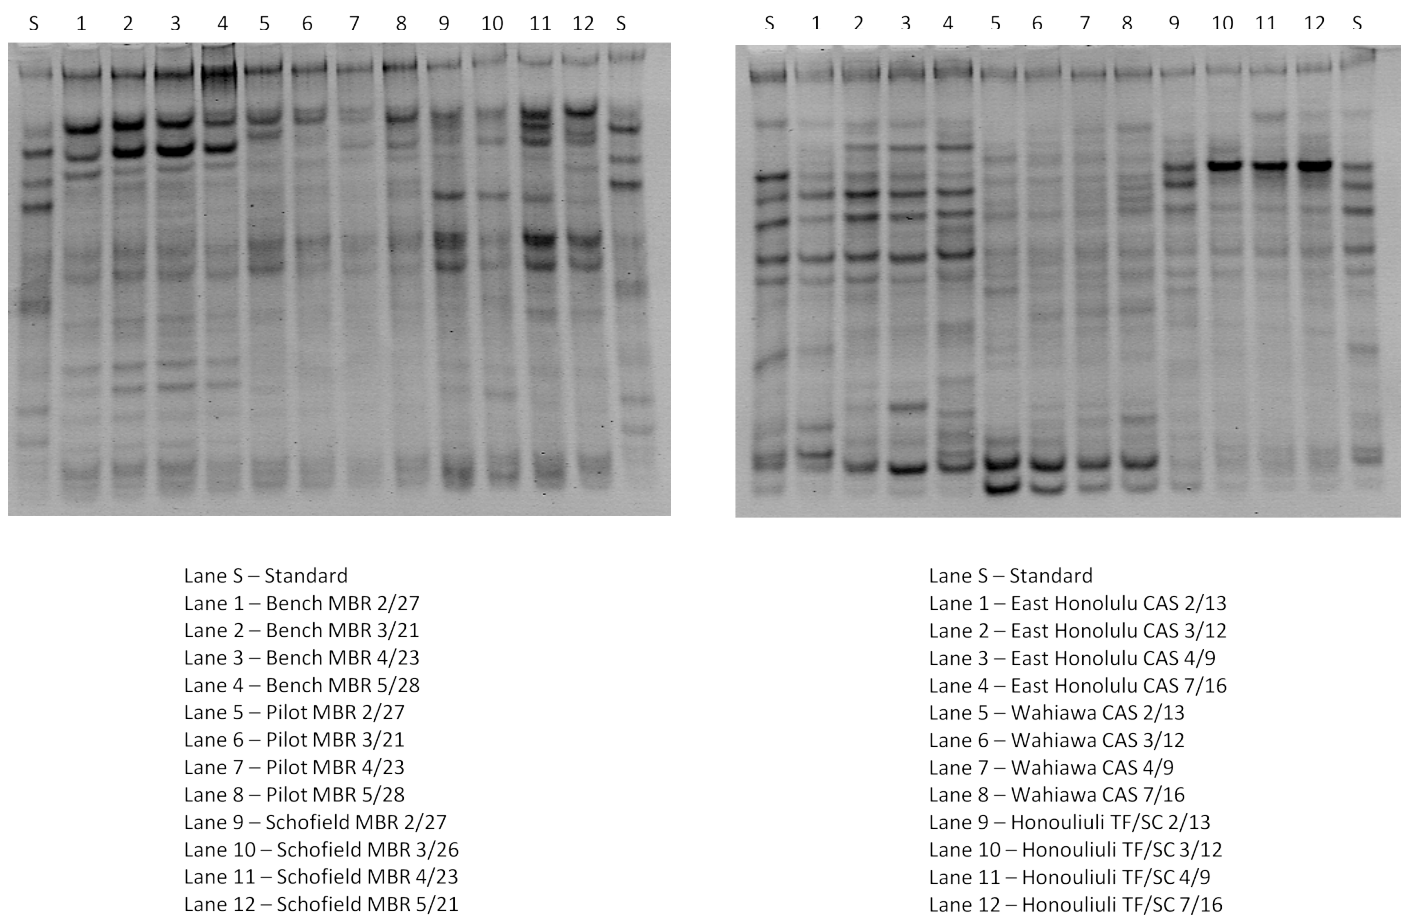 S 1 2 3 4 5 6 7 8 9 10 11 12 S
S 1 2 3 4 5 6 7 8 9 10 11 12 S
Lane S – Standard
Lane 1 – Bench MBR 2/27
Lane 2 – Bench MBR 3/21
Lane 3 – Bench MBR 4/23
Lane 4 – Bench MBR 5/28
Lane 5 – Pilot MBR 2/27
Lane 6 – Pilot MBR 3/21
Lane 7 – Pilot MBR 4/23
Lane 8 – Pilot MBR 5/28
Lane 9 – Schofield MBR 2/27
Lane 10 – Schofield MBR 3/26
Lane 11 – Schofield MBR 4/23
Lane 12 – Schofield MBR 5/21
Lane S – Standard
Lane 1 – East Honolulu CAS 2/13
Lane 2 – East Honolulu CAS 3/12
Lane 3 – East Honolulu CAS 4/9
Lane 4 – East Honolulu CAS 7/16
Lane 5 – Wahiawa CAS 2/13
Lane 6 – Wahiawa CAS 3/12
Lane 7 – Wahiawa CAS 4/9
Lane 8 – Wahiawa CAS 7/16
Lane 9 – Honouliuli TF/SC 2/13
Lane 10 – Honouliuli TF/SC 3/12
Lane 11 – Honouliuli TF/SC 4/9
Lane 12 – Honouliuli TF/SC 7/16